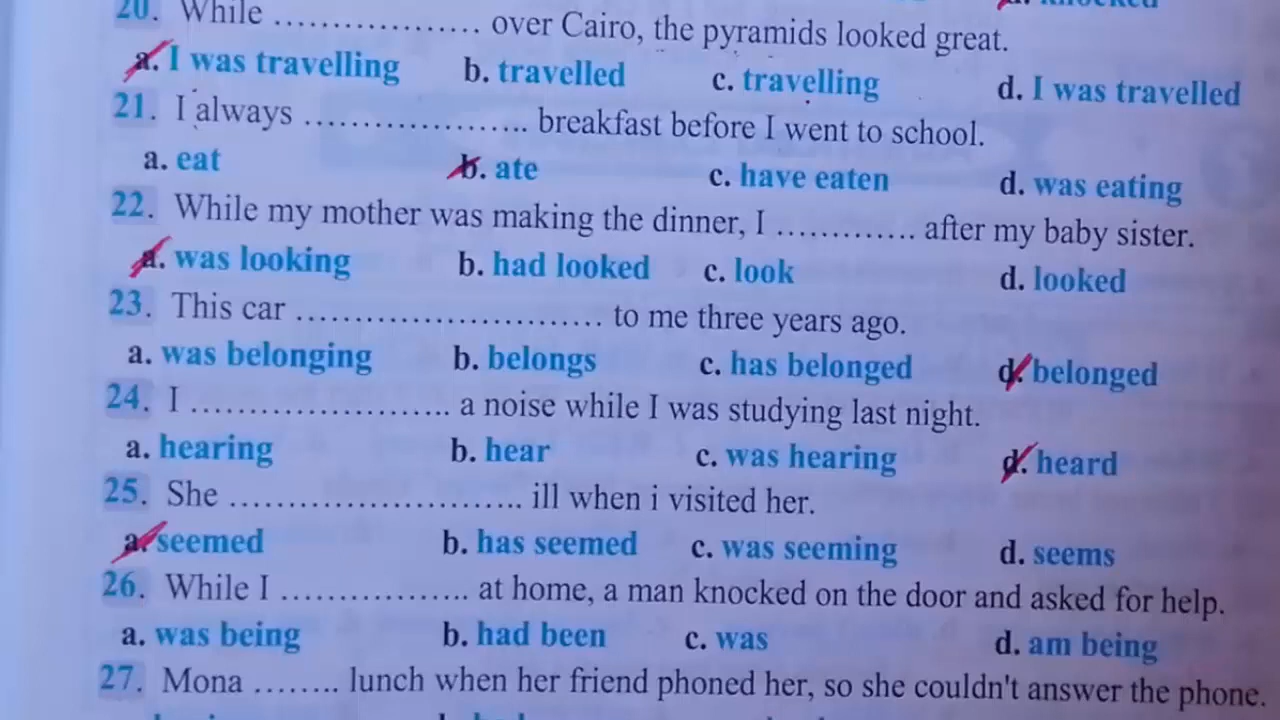 20. While ................ over Cairo, the pyramids looked great.
a. I was travelling b. travelled c. travelling d. I was travelled
21. I always .................... breakfast before I went to school.
a. eat b. ate c. have eaten d. was eating
22. While my mother was making the dinner, I ............. after my baby sister.
a. was looking b. had looked c. look d. looked
23. This car ............................ to me three years ago.
a. was belonging b. belongs c. has belonged d. belonged
24. I ....................... a noise while I was studying last night.
a. hearing b. hear c. was hearing d. heard
25. She .......................... ill when i visited her.
a. seemed b. has seemed c. was seeming d. seems
26. While I ................. at home, a man knocked on the door and asked for help.
a. was being b. had been c. was d. am being
27. Mona ........ lunch when her friend phoned her, so she couldn't answer the phone.